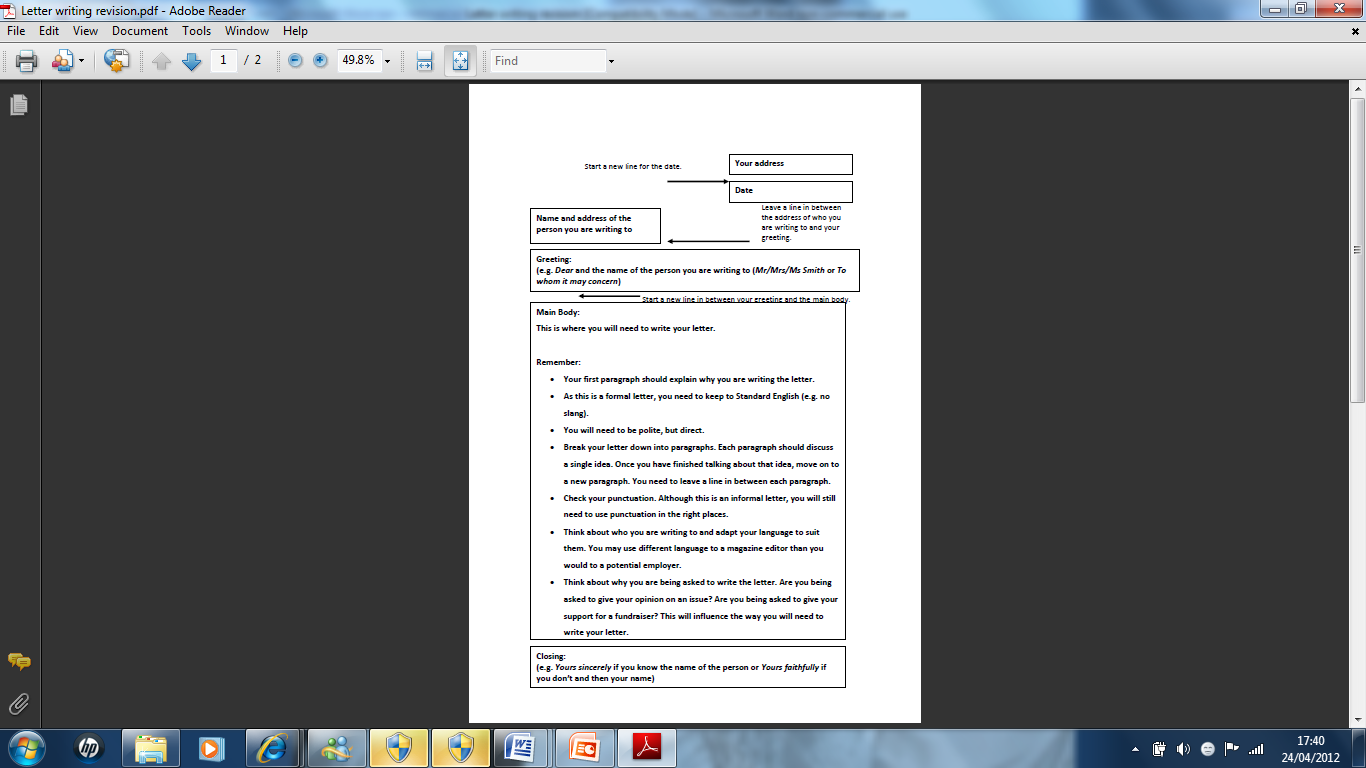 Letter writing revision.pdf - Adobe Reader
File Edit View Document Tools Window Help
1 / 2 49.8% Find
Start a new line for the date.
Your address
Date
Leave a line in between
the address of who you
are writing to and your
greeting.
Name and address of the
person you are writing to
Greeting:
(e.g. Dear and the name of the person you are writing to (Mr/Mrs/Ms Smith or To
whom it may concern)
Start a new line in between your greeting and the main body.
Main Body:
This is where you will need to write your letter.
Remember:
• Your first paragraph should explain why you are writing the letter.
• As this is a formal letter, you need to keep to Standard English (e.g. no
slang).
• You will need to be polite, but direct.
• Break your letter down into paragraphs. Each paragraph should discuss
a single idea. Once you have finished talking about that idea, move on to
a new paragraph. You need to leave a line in between each paragraph.
• Check your punctuation. Although this is an informal letter, you will still
need to use punctuation in the right places.
• Think about who you are writing to and adapt your language to suit
them. You may use different language to a magazine editor than you
would to a potential employer.
• Think about why you are being asked to write the letter. Are you being
asked to give your opinion on an issue? Are you being asked to give your
support for a fundraiser? This will influence the way you will need to
write your letter.
Closing:
(e.g. Yours sincerely if you know the name of the person or Yours faithfully if
you don't and then your name)
hp
17:40
24/04/2012